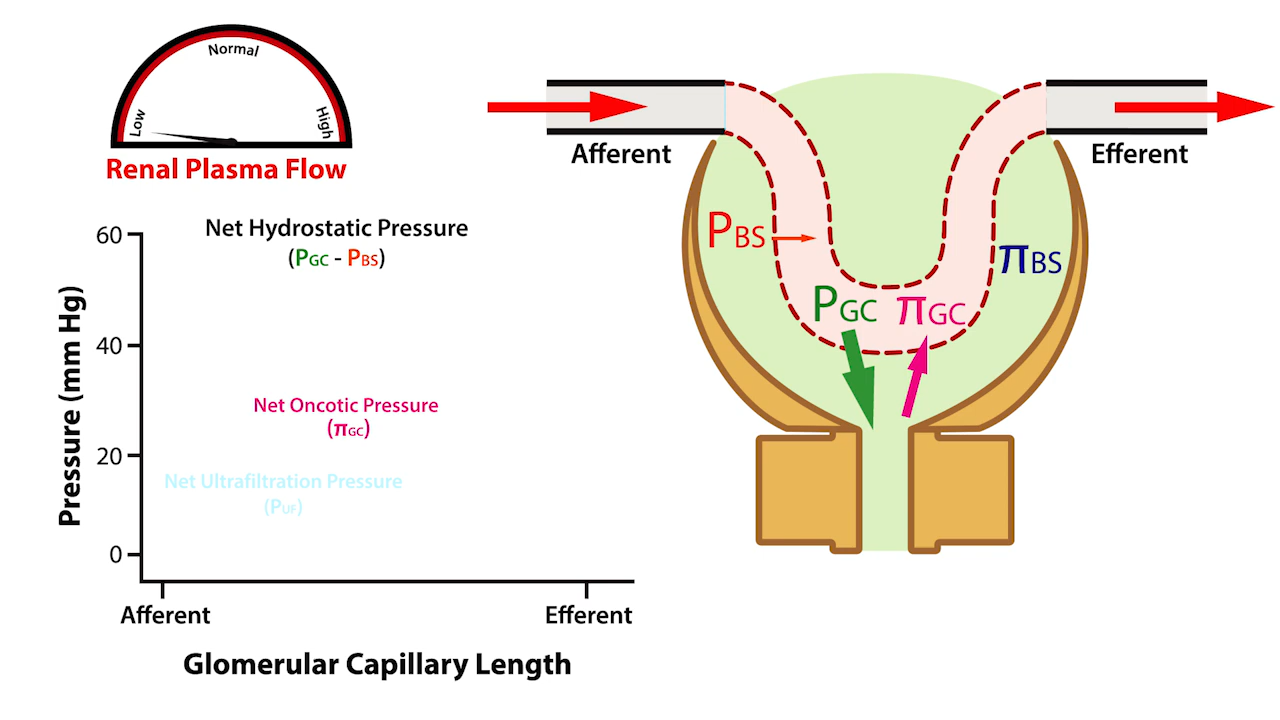 Normal
Low
High
Renal Plasma Flow
Afferent
Efferent
Net Hydrostatic Pressure
(PGC - PBS)
60
40
20
0
Pressure (mm Hg)
Net Oncotic Pressure
(πGC)
Net Ultrafiltration Pressure
(PUF)
Afferent
Efferent
Glomerular Capillary Length
PBS
πBS
PGC
πGC